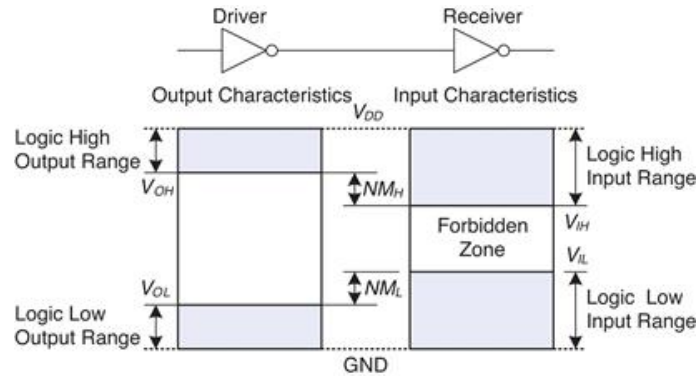 Driver
Receiver
Output Characteristics
Input Characteristics
VDD
Logic High
Output Range
VOH
NMH
Logic High
Input Range
VIH
Forbidden
Zone
VIL
VOL
NML
Logic Low
Output Range
Logic Low
Input Range
GND